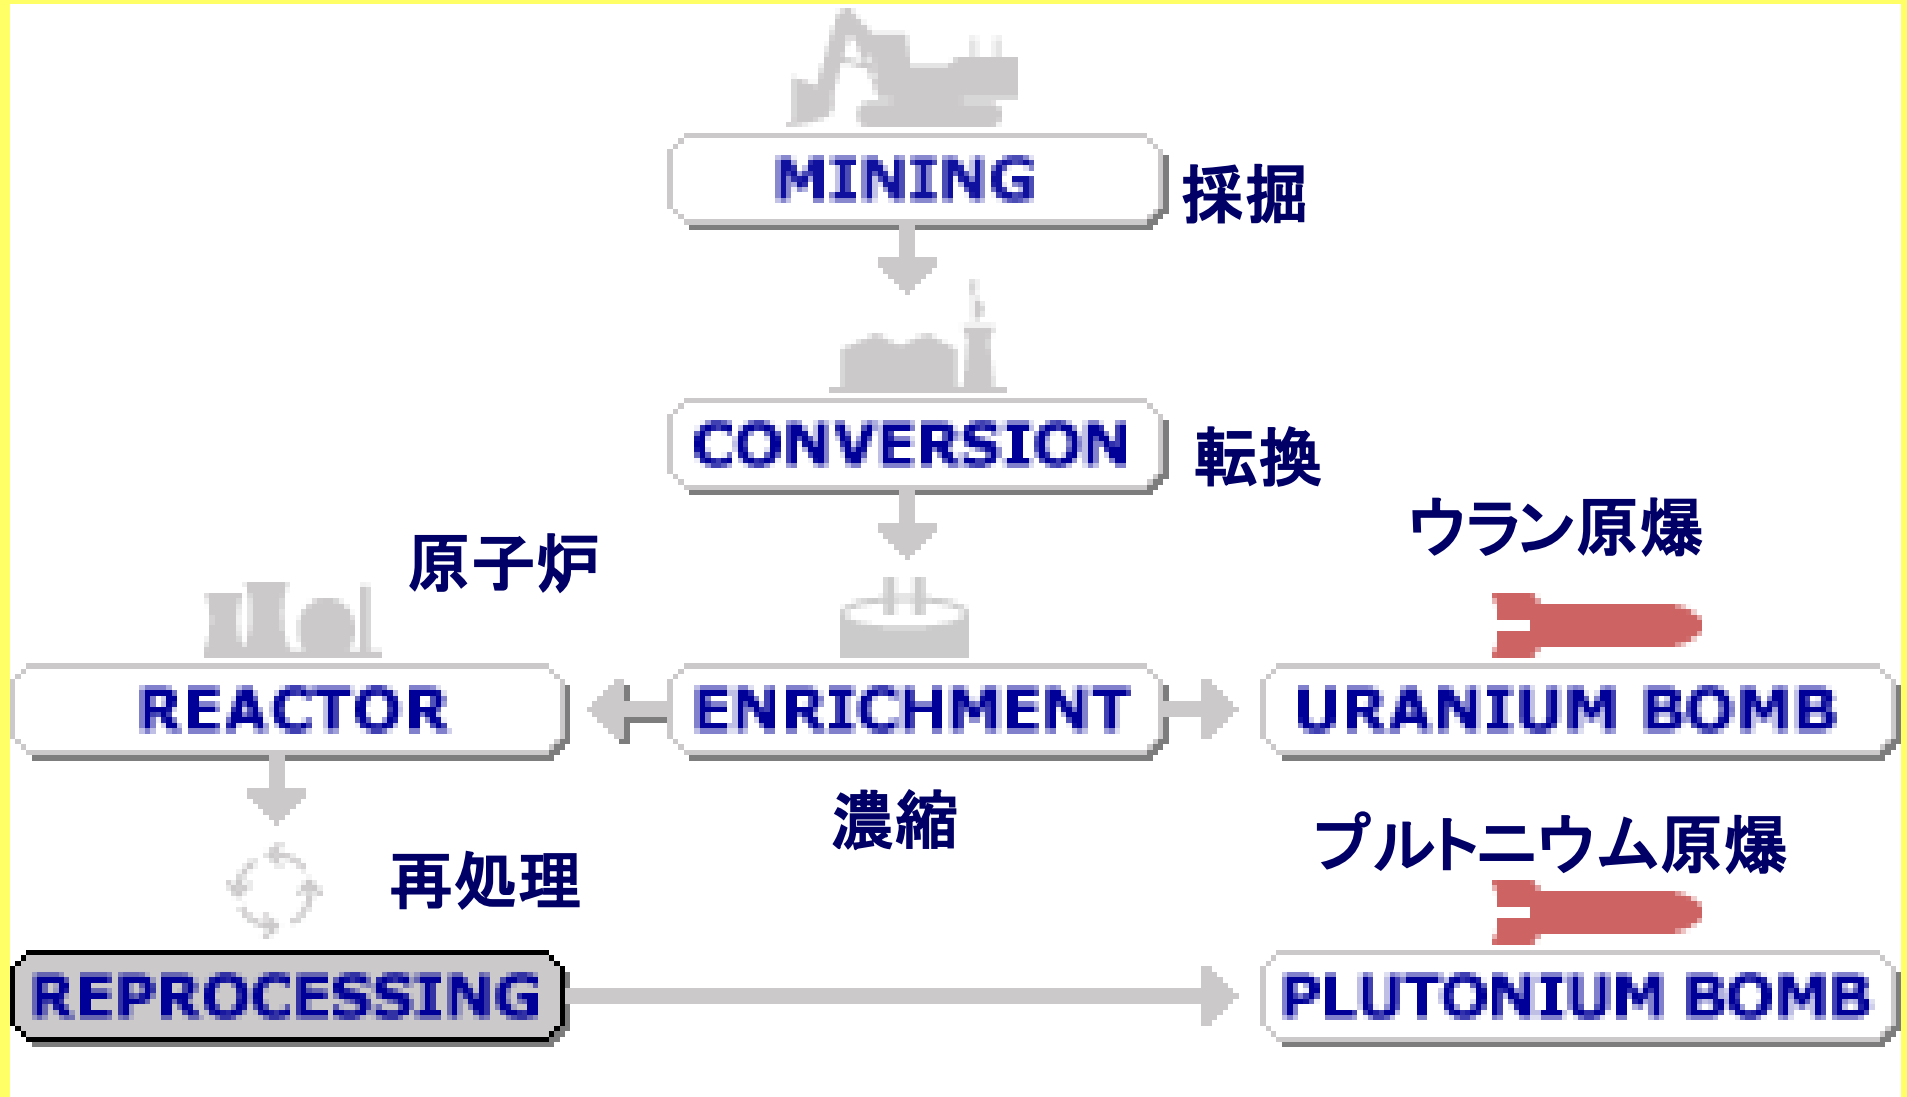 MINING
採掘
CONVERSION
転換
ウラン原爆
原子炉
REACTOR
ENRICHMENT
URANIUM BOMB
濃縮
プルトニウム原爆
再処理
REPROCESSING
PLUTONIUM BOMB